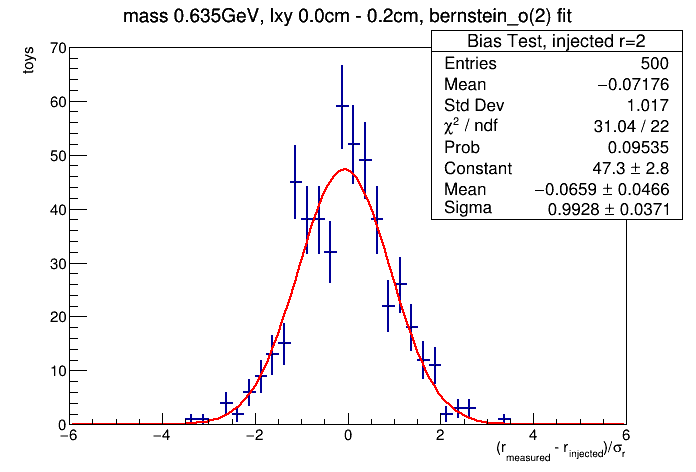 mass 0.635GeV, lxy 0.0cm - 0.2cm, bernstein_o(2) fit
Bias Test, injected r=2
Entries 500
Mean −0.07176
Std Dev 1.017
χ² / ndf 31.04 / 22
Prob 0.09535
Constant 47.3 ± 2.8
Mean −0.0659 ± 0.0466
Sigma 0.9928 ± 0.0371
toys
70
60
50
40
30
20
10
0
−6 −4 −2 0 2 4 6
(r_measured - r_injected)/σ_r